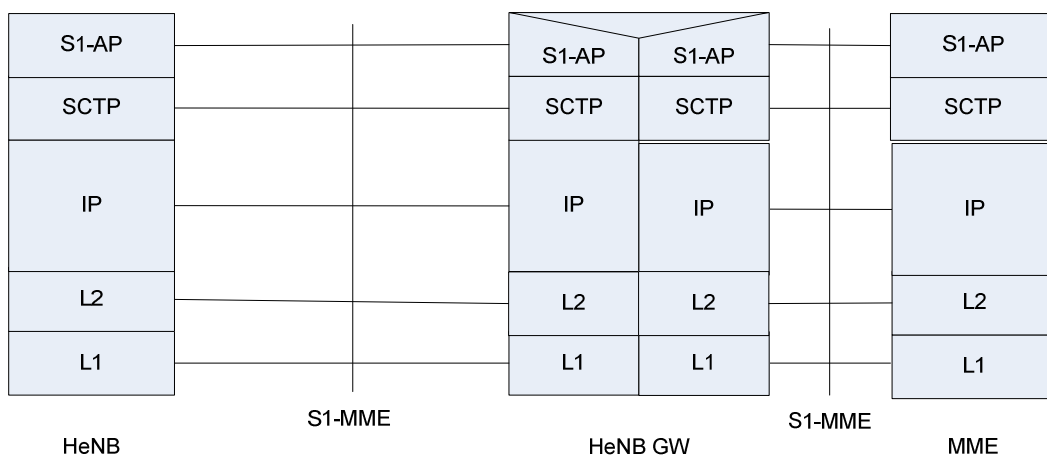 S1-AP
S1-AP
S1-AP
S1-AP
SCTP
SCTP
SCTP
SCTP
IP
IP
IP
IP
L2
L2
L2
L2
L1
L1
L1
L1
S1-MME
S1-MME
HeNB
HeNB GW
MME